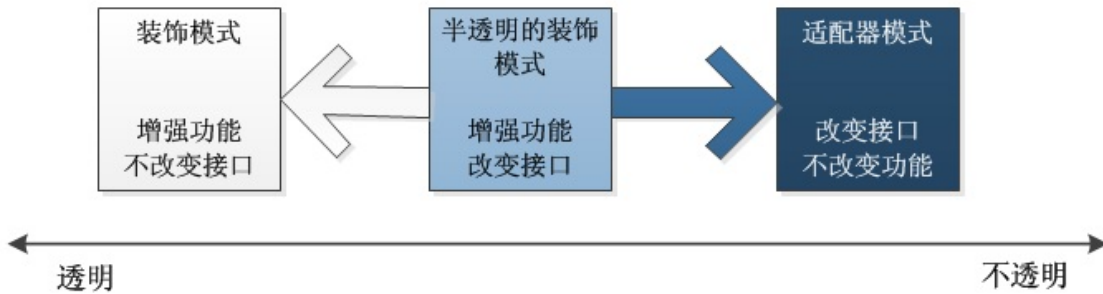 装饰模式
增强功能
不改变接口
半透明的装饰
模式
增强功能
改变接口
适配器模式
改变接口
不改变功能
透明
不透明